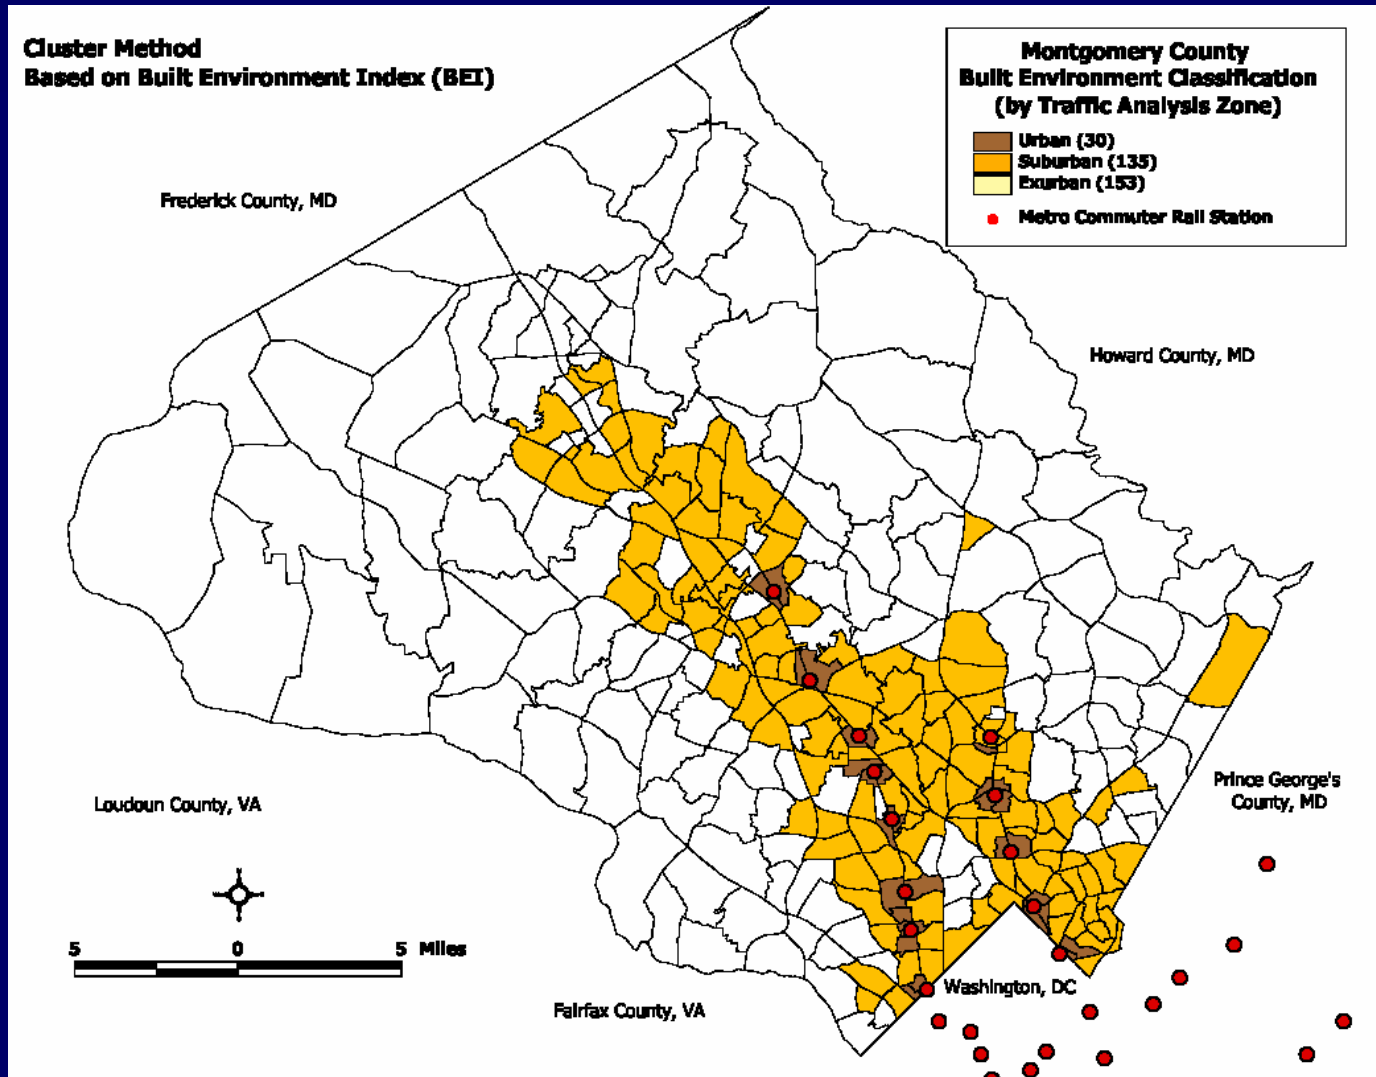 Cluster Method
Based on Built Environment Index (BEI)
Montgomery County
Built Environment Classification
(by Traffic Analysis Zone)
Urban (30)
Suburban (135)
Exurban (153)
Metro Commuter Rail Station
Frederick County, MD
Howard County, MD
Prince George's
County, MD
Loudoun County, VA
5 0 5 Miles
Washington, DC
Fairfax County, VA